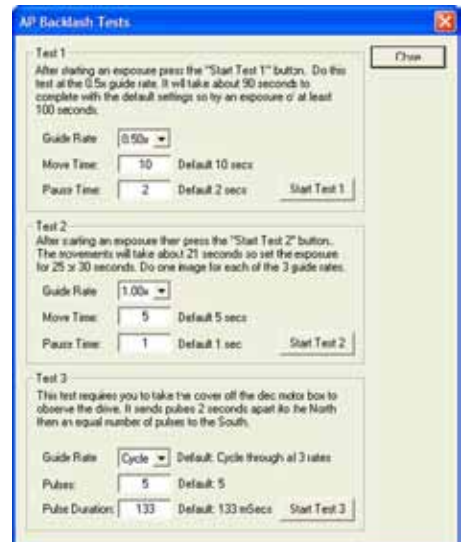 AP Backlash Tests
Close
Test 1
After starting an exposure press the "Start Test 1" button. Do this
test at the 0.5x guide rate. It will take about 90 seconds to
complete with the default settings so try an exposure of at least
100 seconds.
Guide Rate 0.50x
Move Time: 10 Default 10 secs
Pause Time: 2 Default 2 secs Start Test 1
Test 2
After starting an exposure then press the "Start Test 2" button.
The movements will take about 21 seconds so set the exposure
for 25 or 30 seconds. Do one image for each of the 3 guide rates.
Guide Rate 1.00x
Move Time: 5 Default 5 secs
Pause Time: 1 Default 1 sec Start Test 2
Test 3
This test requires you to take the cover off the dec motor box to
observe the drive. It sends pulses 2 seconds apart to the North
then an equal number of pulses to the South.
Guide Rate Cycle Default: Cycle through all 3 rates
Pulses: 5 Default: 5
Pulse Duration: 133 Default: 133 mSecs Start Test 3